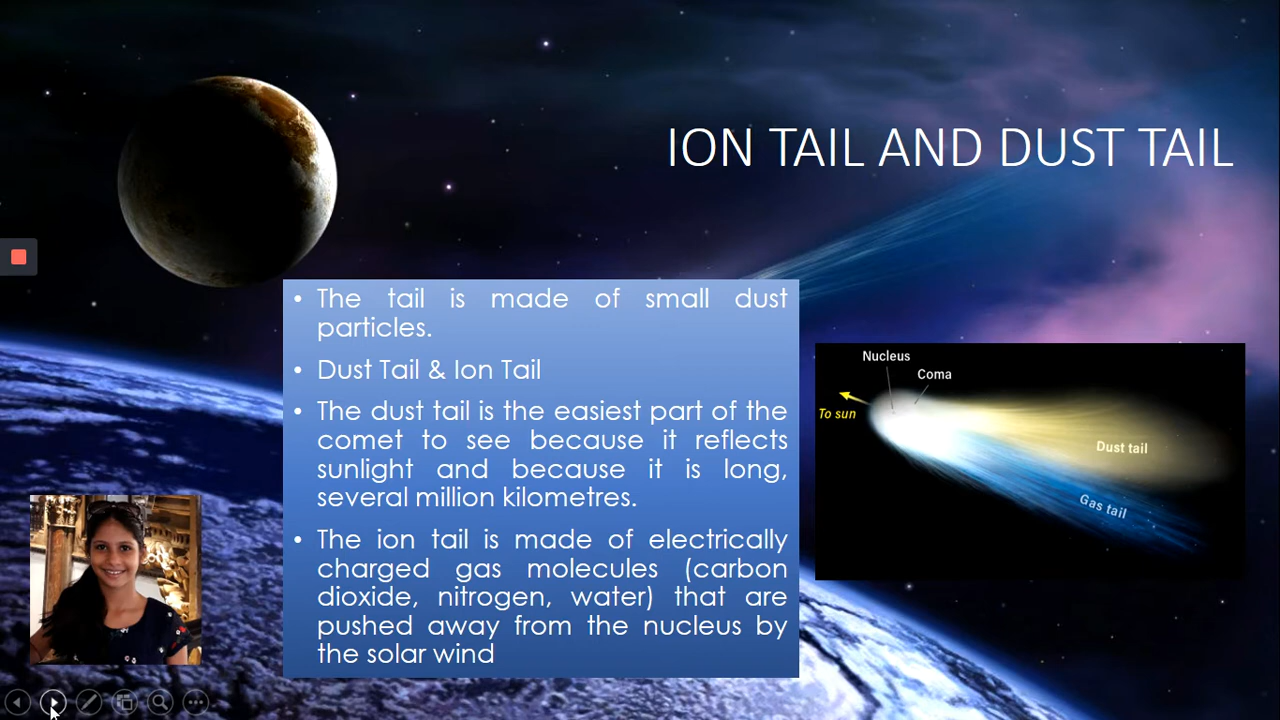 ION TAIL AND DUST TAIL
• The tail is made of small dust
particles.
• Dust Tail & Ion Tail
• The dust tail is the easiest part of the
comet to see because it reflects
sunlight and because it is long,
several million kilometres.
• The ion tail is made of electrically
charged gas molecules (carbon
dioxide, nitrogen, water) that are
pushed away from the nucleus by
the solar wind
Nucleus
Coma
To sun
Dust tail
Gas tail